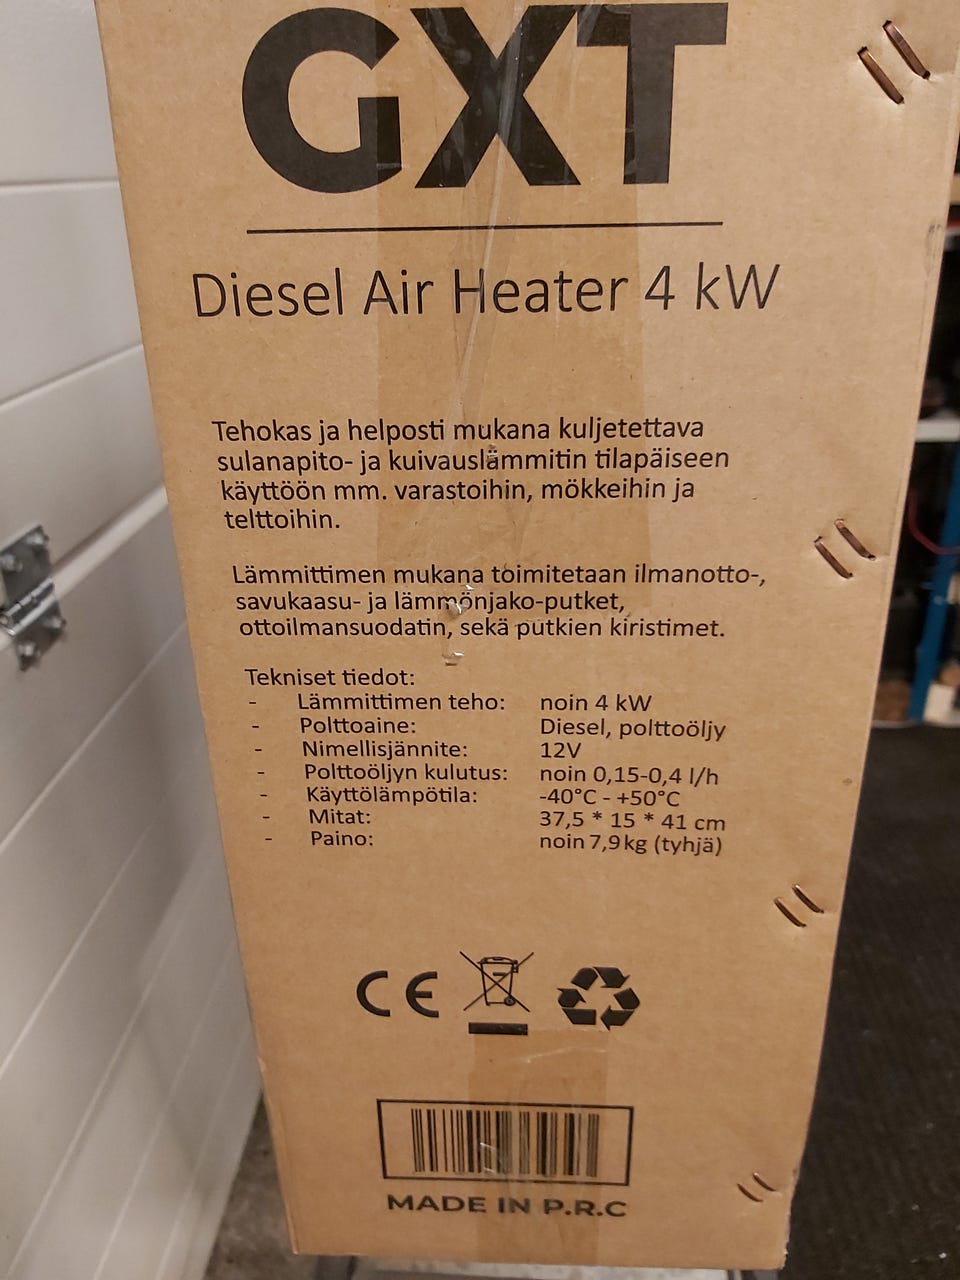 GXT
Diesel Air Heater 4 kW
Tehokas ja helposti mukana kuljetettava
sulanapito- ja kuivauslämmitin tilapäiseen
käyttöön mm. varastoihin, mökkeihin ja
telttoihin.
Lämmittimen mukana toimitetaan ilmanotto-,
savukaasu- ja lämmönjako-putket,
ottoilmansuodatin, sekä putkien kiristimet.
Tekniset tiedot:
- Lämmittimen teho: noin 4 kW
- Polttoaine: Diesel, polttoöljy
- Nimellisjännite: 12V
- Polttoöljyn kulutus: noin 0,15-0,4 l/h
- Käyttölämpötila: -40°C - +50°C
- Mitat: 37,5 * 15 * 41 cm
- Paino: noin 7,9 kg (tyhjä)
CE
MADE IN P.R.C